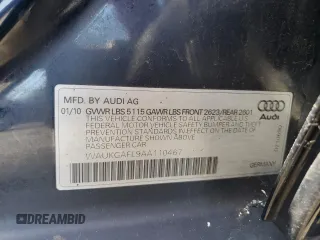 MFD. BY AUDI AG
01/10 GVWR LBS 5115 GAWR LBS FRONT 2623/REAR 2601
THIS VEHICLE CONFORMS TO ALL APPLICABLE
FEDERAL MOTOR VEHICLE SAFETY
BUMPER AND THEFT PREVENTION
STANDARDS IN EFFECT ON THE DATE OF
MANUFACTURE SHOWN ABOVE
PASSENGER CAR
Audi
GERMANY